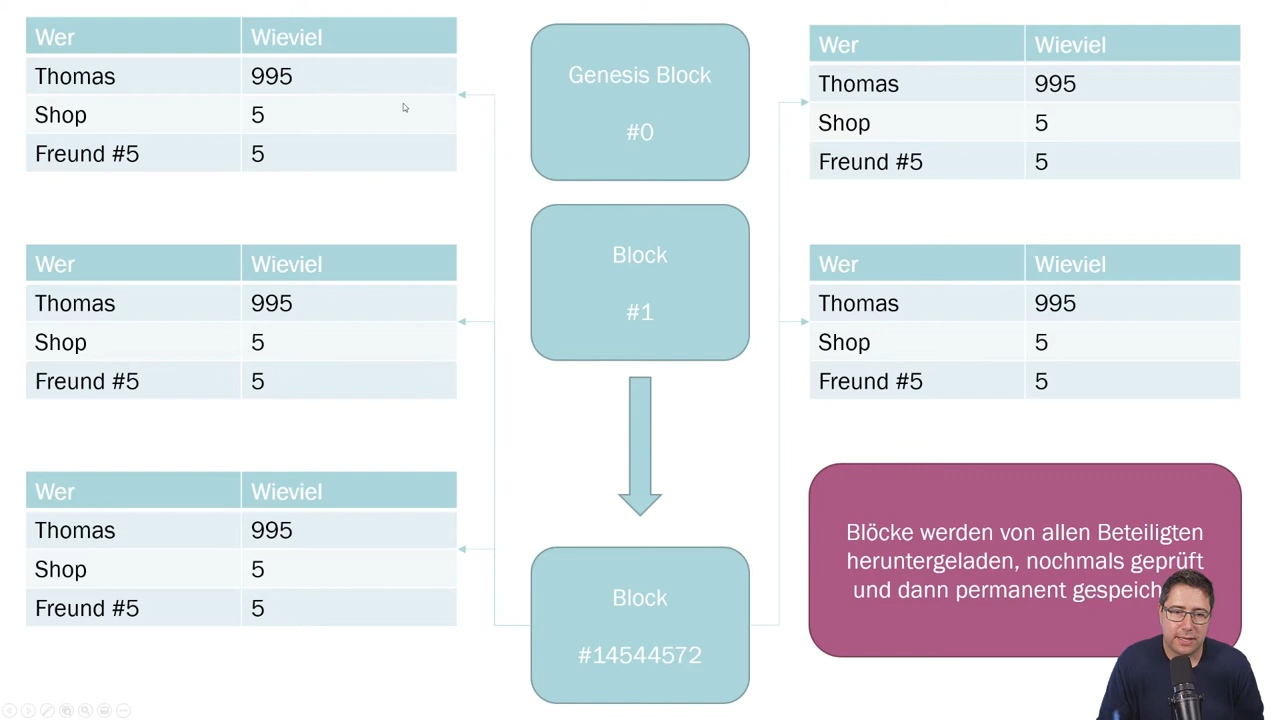 Wer Wieviel
Thomas 995
Shop 5
Freund #5 5
Genesis Block
#0
Wer Wieviel
Thomas 995
Shop 5
Freund #5 5
Wer Wieviel
Thomas 995
Shop 5
Freund #5 5
Block
#1
Wer Wieviel
Thomas 995
Shop 5
Freund #5 5
Wer Wieviel
Thomas 995
Shop 5
Freund #5 5
Block
#14544572
Blöcke werden von allen Beteiligten
heruntergeladen, nochmals geprüft
und dann permanent